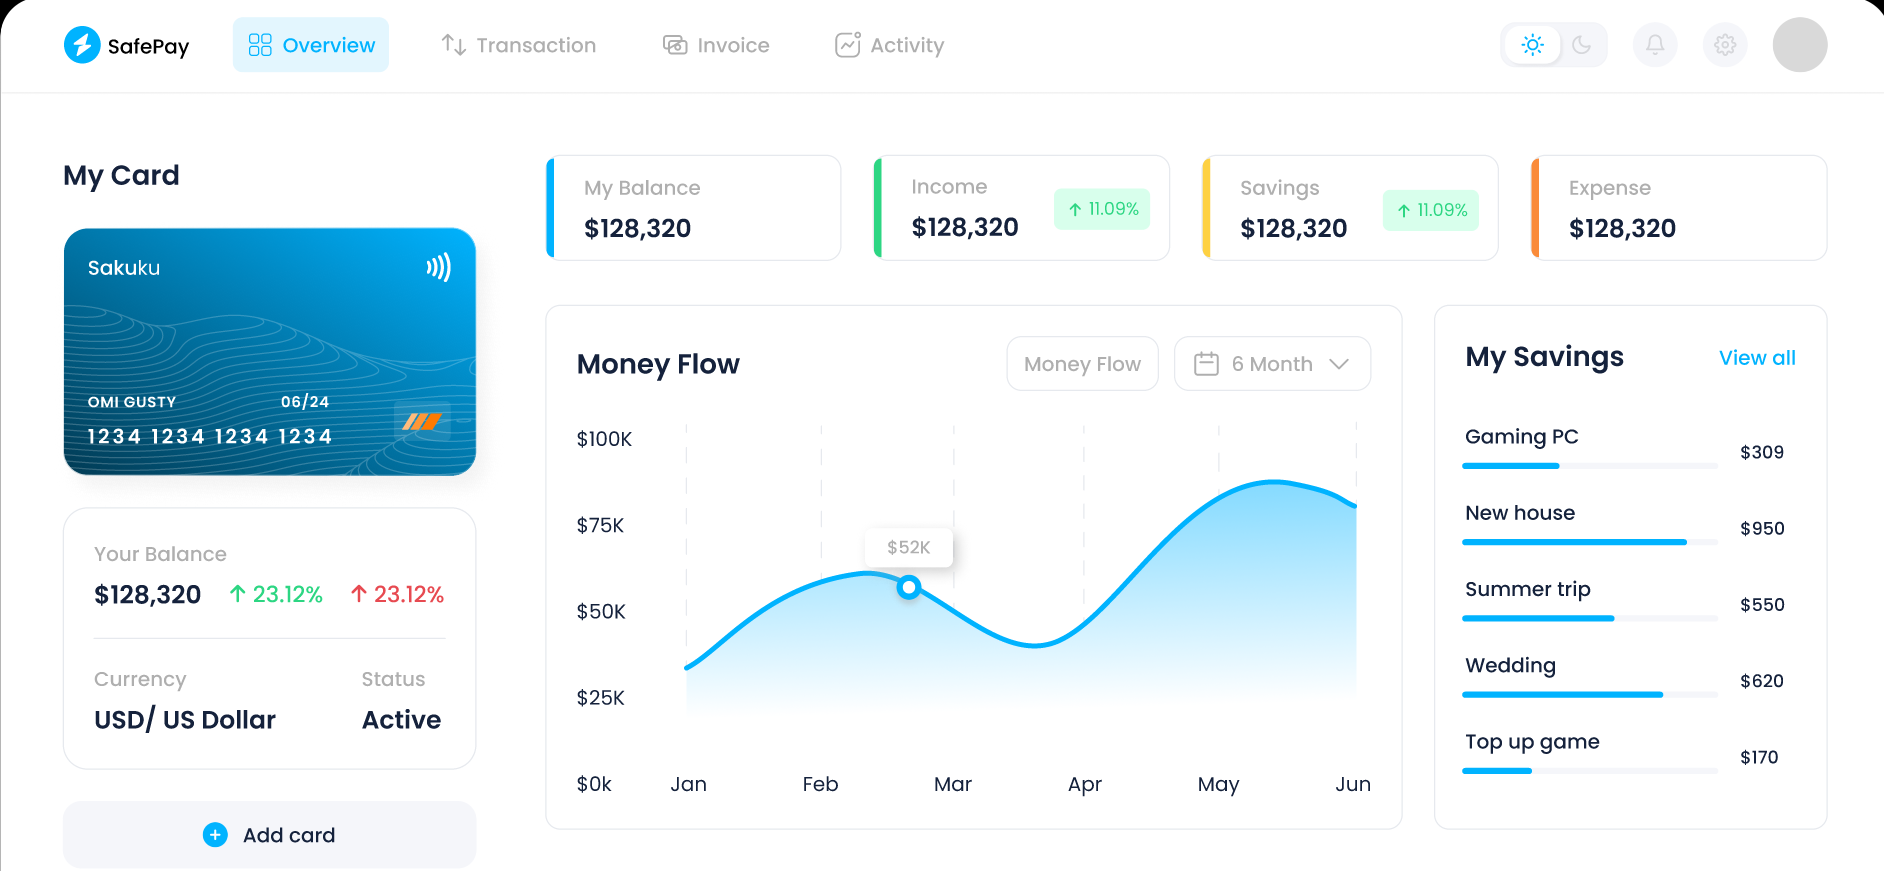 SafePay
Overview
Transaction
Invoice
Activity
My Card
Sakuku
OMI GUSTY 06/24
1234 1234 1234 1234
Your Balance
$128,320 ↑ 23.12% ↑ 23.12%
Currency Status
USD/ US Dollar Active
+ Add card
My Balance
$128,320
Income
$128,320
↑ 11.09%
Savings
$128,320
↑ 11.09%
Expense
$128,320
Money Flow
Money Flow
6 Month
$100K
$75K
$50K
$25K
$0k
$52K
Jan Feb Mar Apr May Jun
My Savings View all
Gaming PC $309
New house $950
Summer trip $550
Wedding $620
Top up game $170